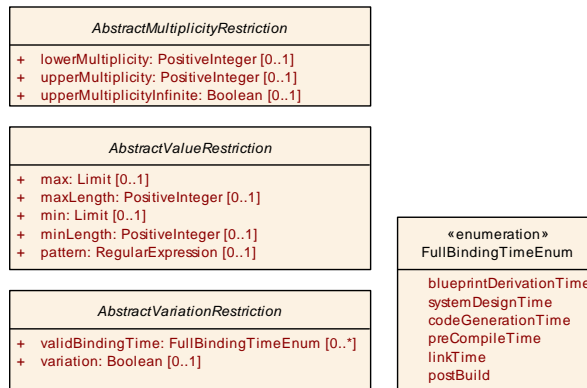 AbstractMultiplicityRestriction
+ lowerMultiplicity: PositiveInteger [0..1]
+ upperMultiplicity: PositiveInteger [0..1]
+ upperMultiplicityInfinite: Boolean [0..1]
AbstractValueRestriction
+ max: Limit [0..1]
+ maxLength: PositiveInteger [0..1]
+ min: Limit [0..1]
+ minLength: PositiveInteger [0..1]
+ pattern: RegularExpression [0..1]
AbstractVariationRestriction
+ validBindingTime: FullBindingTimeEnum [0..*]
+ variation: Boolean [0..1]
«enumeration»
FullBindingTimeEnum
blueprintDerivationTime
systemDesignTime
codeGenerationTime
preCompileTime
linkTime
postBuild